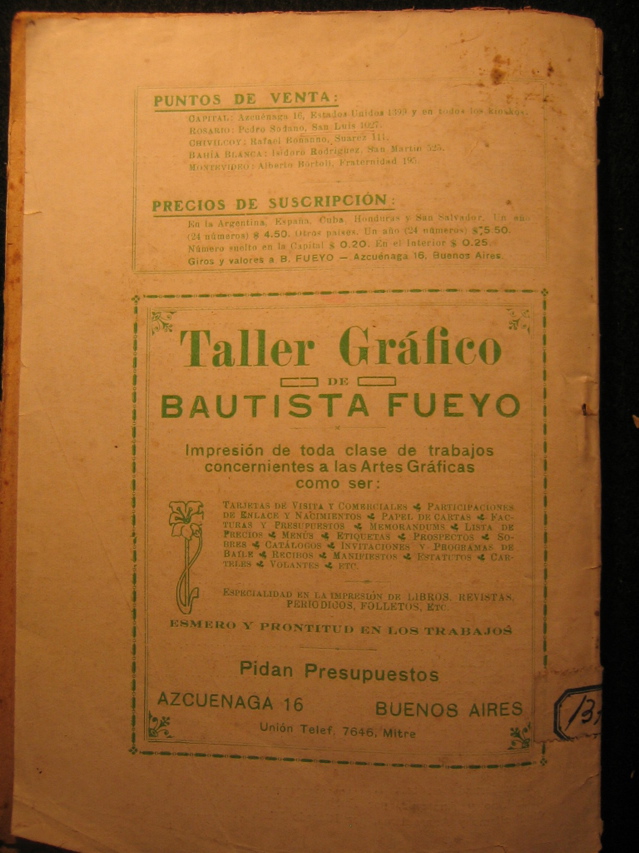 PUNTOS DE VENTA:
CAPITAL: Azcuénaga 16, Estados Unidos 1393 y en todos los kioskos.
ROSARIO: Pedro Sadano, San Luis 1027.
CHIVILCOY: Rafael Suarez 111.
BAHÍA BLANCA: Isidoro Rodríguez, San Martin 325.
MONTEVIDEO: Alberto Bortoli, Fraternidad 195.
PRECIOS DE SUSCRIPCIÓN:
En la Argentina, España, Cuba, Honduras y San Salvador, Un año
(24 números) $ 4.50. Otros países. Un año (24 números) $ 5.50.
Número suelto en la Capital $ 0.20. En el Interior $ 0.25.
Giros y valores a B. FUEYO — Azcuénaga 16, Buenos Aires.
Taller Gráfico
DE
BAUTISTA FUEYO
Impresión de toda clase de trabajos
concernientes a las Artes Gráficas
como ser:
TARJETAS DE VISITA Y COMERCIALES PARTICIPACIONES
DE ENLACE Y NACIMIENTOS PAPEL DE CARTAS FAC-
TURAS Y PRESUPUESTOS MEMORANDUMS LISTA DE
PRECIOS MENÚS ETIQUETAS PROSPECTOS SO-
BRES CATÁLOGOS INVITACIONES Y PROGRAMAS DE
BAILE RECIBOS MANIFIESTOS ESTATUTOS CAR-
TELES VOLANTES ETC.
ESPECIALIDAD EN LA IMPRESIÓN DE LIBROS, REVISTAS,
PERIÓDICOS, FOLLETOS, ETC.
ESMERO Y PRONTITUD EN LOS TRABAJOS
Pidan Presupuestos
AZCUENAGA 16 BUENOS AIRES
Unión Telef. 7646, Mitre